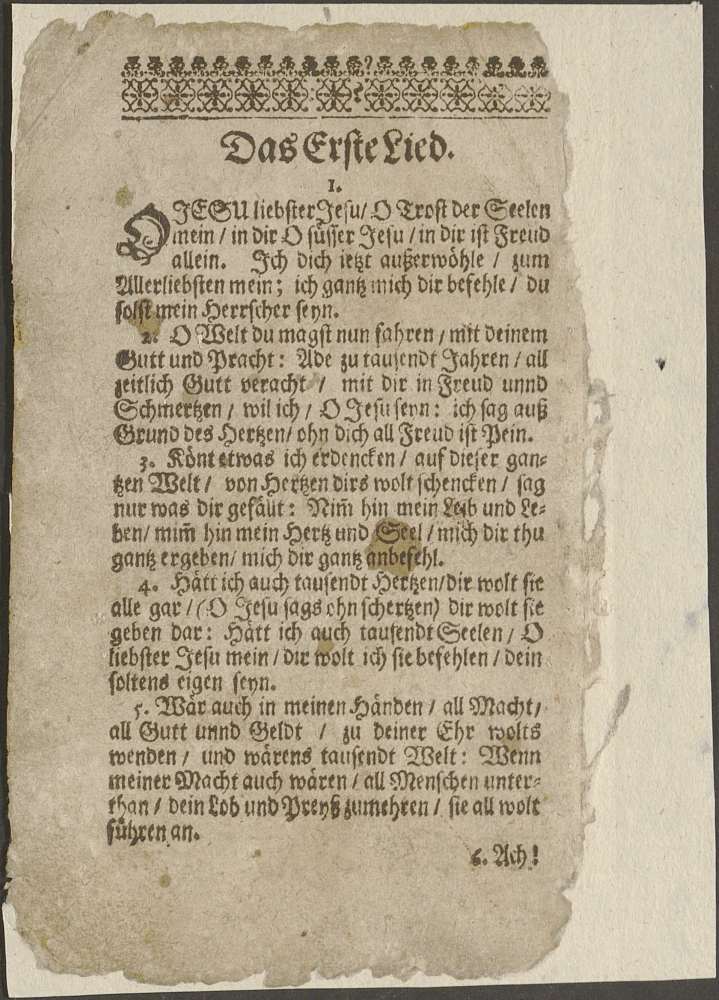 Das Erste Lied.
1.
O JESU liebster Jesu / O Trost der Seelen
mein / in dir O süsser Jesu / in dir ist Freud
allein. Jch dich ietzt außerwöhle / zum
Allerliebsten mein; ich gantz mich dir befehle / du
solst mein Herrscher seyn.
2. O Welt du magst nun fahren / mit deinem
Gutt und Pracht: Ade zu tausendt Jahren / all
zeitlich Gutt veracht / mit dir in Freud unnd
Schmertzen / wil ich / O Jesu seyn: ich sag auß
Grund des Hertzen / ohn dich all Freud ist Pein.
3. Könt etwas ich erdencken / auf dieser gan-
tzen Welt / von Hertzen dirs wolt schencken / sag
nur was dir gefält: Nim̄ hin mein Leib und Le-
ben / nim̄ hin mein Hertz und Seel / mich dir thu
gantz ergeben / mich dir gantz anbefehl.
4. Hätt ich auch tausendt Hertzen / dir wolt sie
alle gar / (O Jesu sags ohn schertzen) dir wolt sie
geben dar: Hätt ich auch tausendt Seelen / O
liebster Jesu mein / dir wolt ich sie befehlen / dein
soltens eigen seyn.
5. Wär auch in meinen Händen / all Macht /
all Gutt unnd Geldt / zu deiner Ehr wolts
wenden / und wärens tausendt Welt: Wenn
meiner Macht auch wären / all Menschen unter-
than / dein Lob und Preyß zumehren / sie all wolt
führen an.
6. Ach!